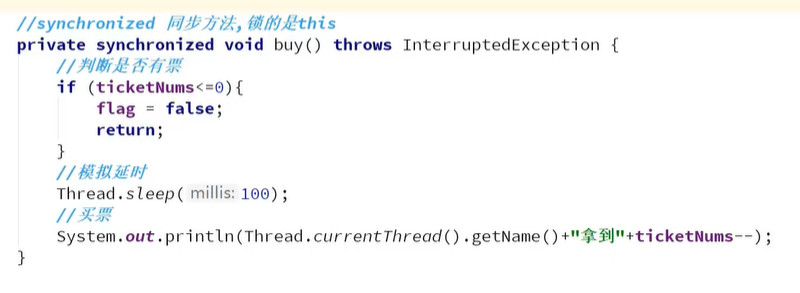 //synchronized 同步方法,锁的是this
private synchronized void buy() throws InterruptedException {
    //判断是否有票
    if (ticketNums<=0){
        flag = false;
        return;
    }
    //模拟延时
    Thread.sleep( millis: 100);
    //买票
    System.out.println(Thread.currentThread().getName()+"拿到"+ticketNums--);
}